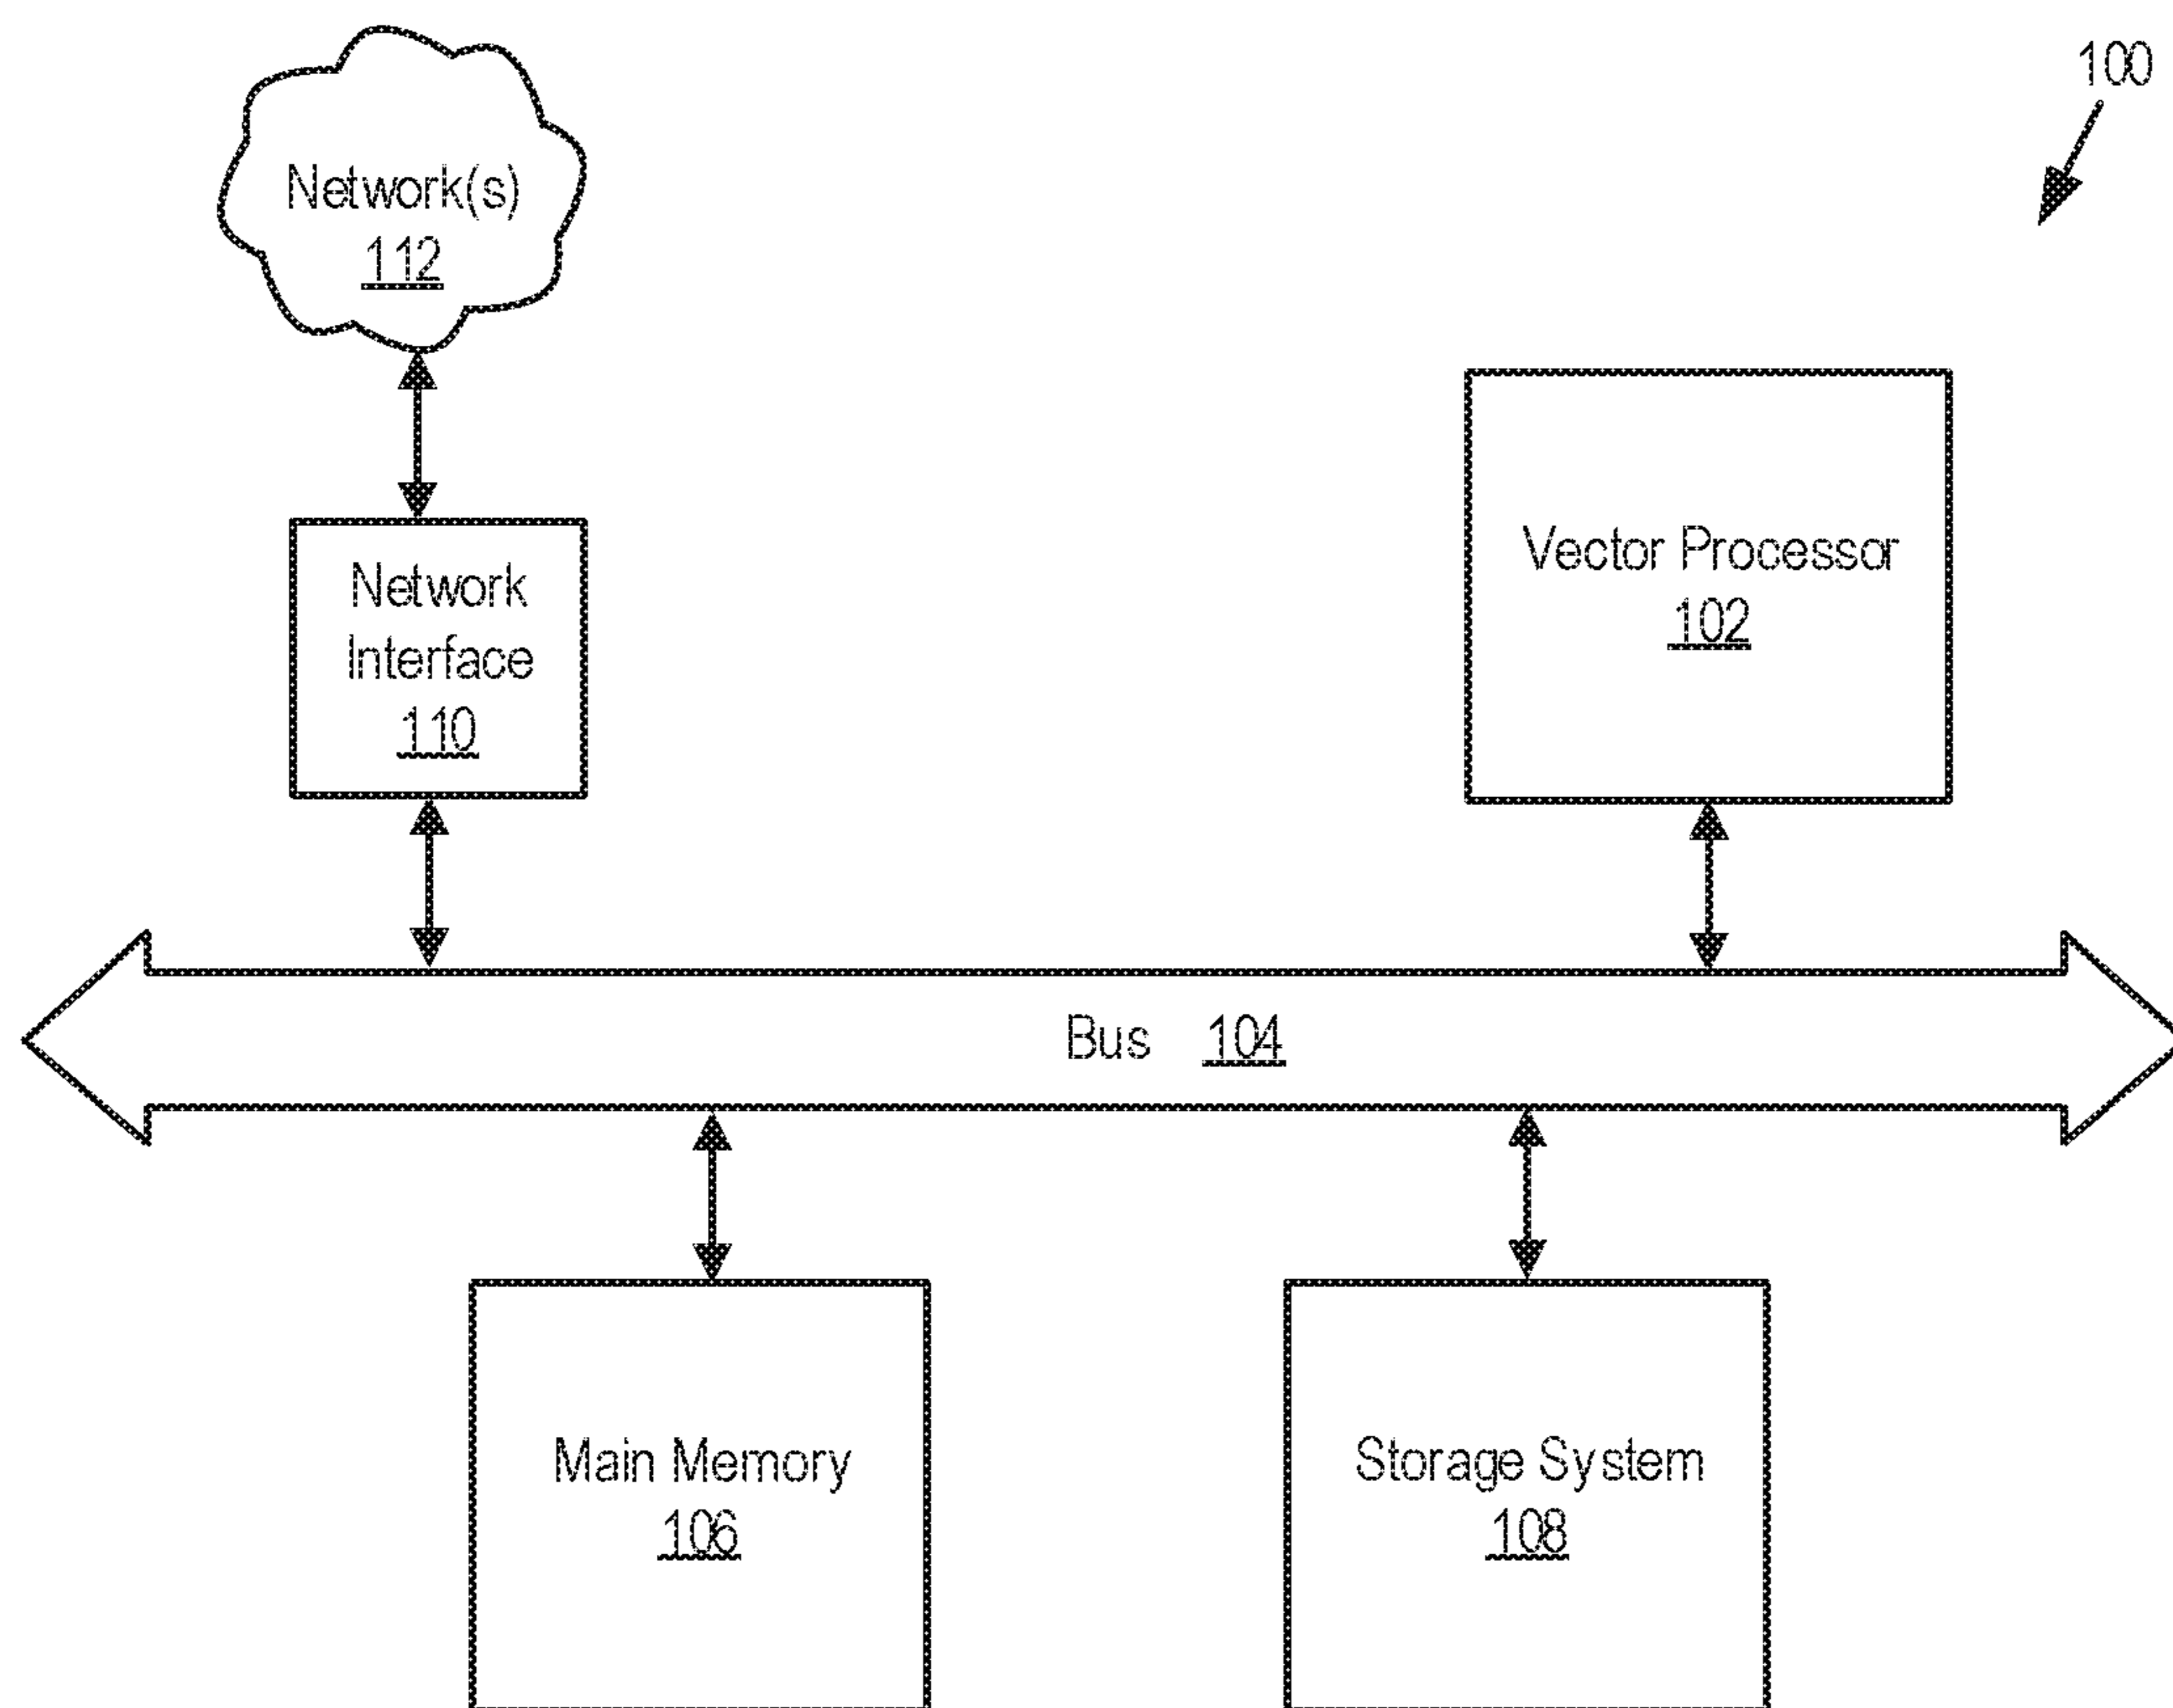 100
Network(s)
112
Network
Interface
110
Vector Processor
102
Bus 104
Main Memory
106
Storage System
108